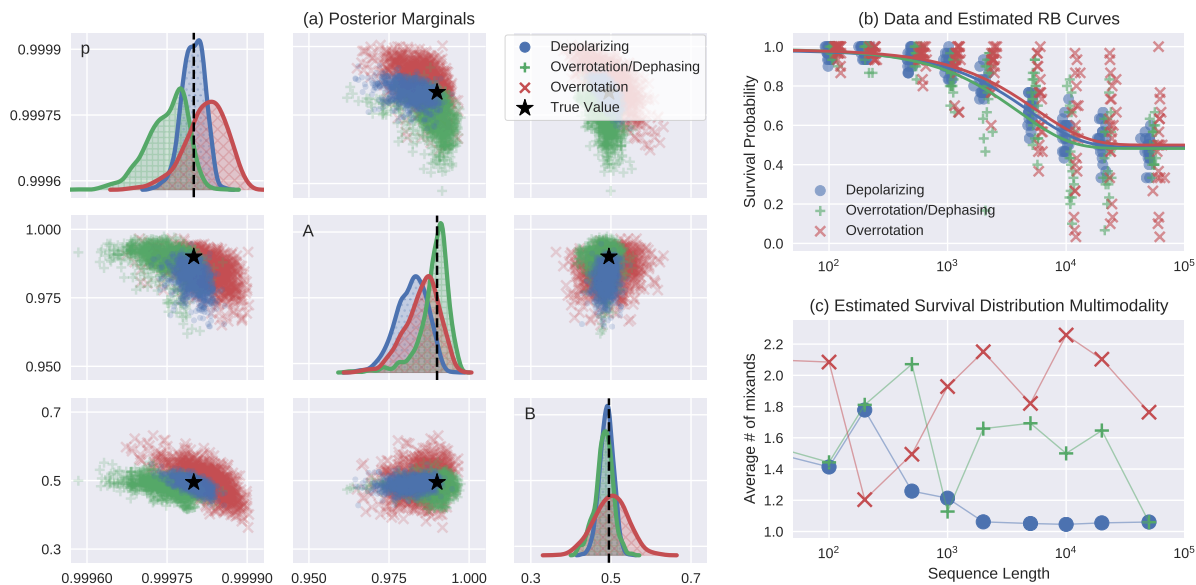 (a) Posterior Marginals
p
0.9999
0.99975
0.9996
Depolarizing
Overrotation/Dephasing
Overrotation
True Value
A
1.000
0.975
0.950
B
0.7
0.5
0.3
0.99960
0.99975
0.99990
0.950
0.975
1.000
0.3
0.5
0.7
(b) Data and Estimated RB Curves
Survival Probability
1.0
0.8
0.6
0.4
0.2
0.0
Depolarizing
Overrotation/Dephasing
Overrotation
10²
10³
10⁴
10⁵
(c) Estimated Survival Distribution Multimodality
Average # of mixands
2.2
2.0
1.8
1.6
1.4
1.2
1.0
10²
10³
10⁴
10⁵
Sequence Length